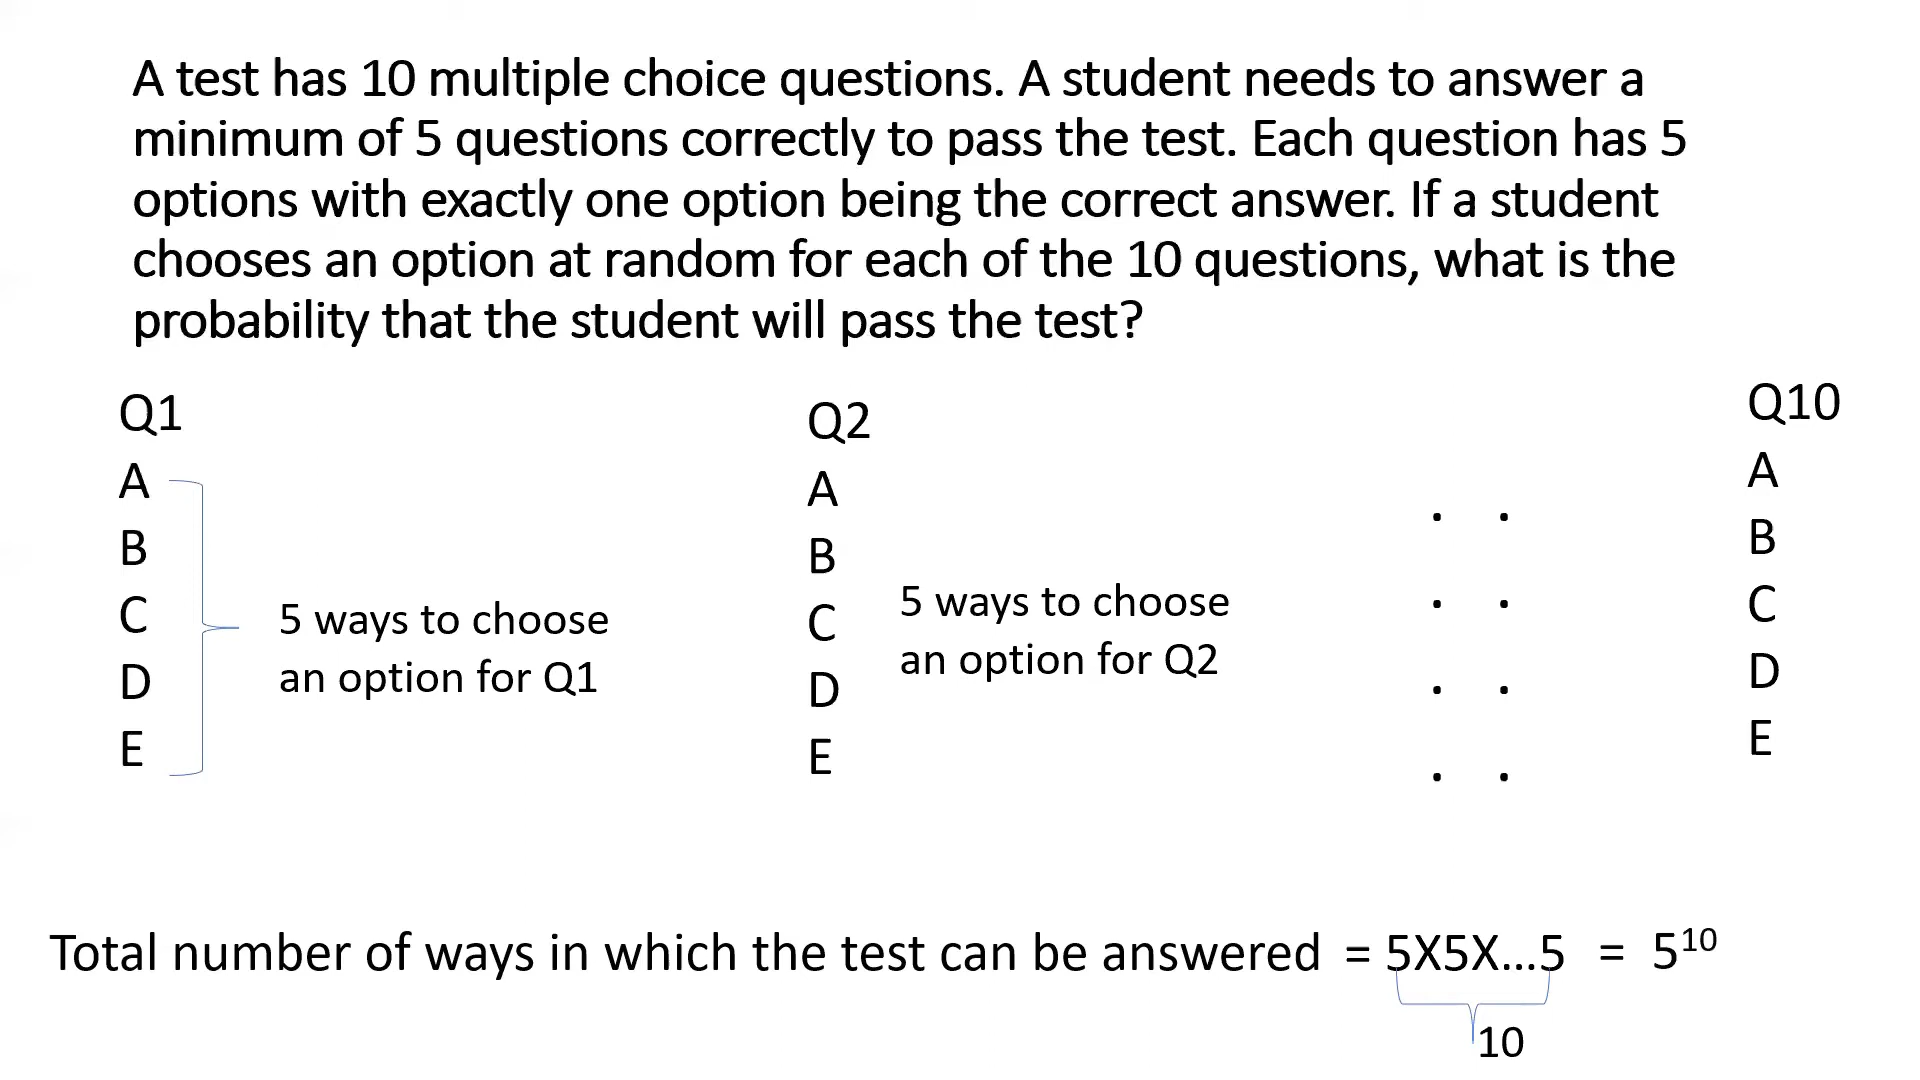 A test has 10 multiple choice questions. A student needs to answer a
minimum of 5 questions correctly to pass the test. Each question has 5
options with exactly one option being the correct answer. If a student
chooses an option at random for each of the 10 questions, what is the
probability that the student will pass the test?
Q1
A
B
C
D
E
5 ways to choose
an option for Q1
Q2
A
B
C
D
E
5 ways to choose
an option for Q2
. .
. .
. .
. .
Q10
A
B
C
D
E
Total number of ways in which the test can be answered = 5X5X...5 = 5¹⁰
10